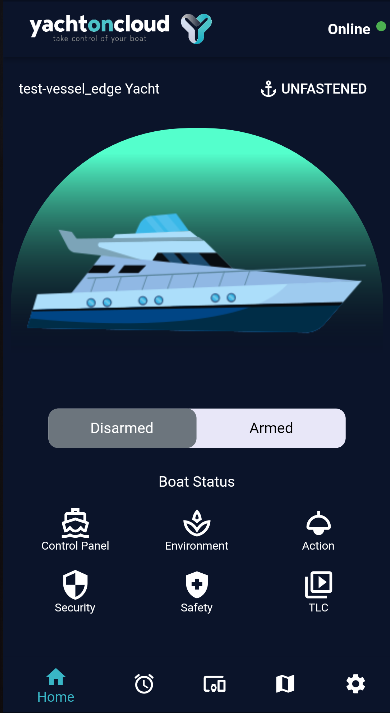 yachtoncloud
take control of your boat
Online
test-vessel_edge Yacht
UNFASTENED
Disarmed
Armed
Boat Status
Control Panel
Environment
Action
Security
Safety
TLC
Home